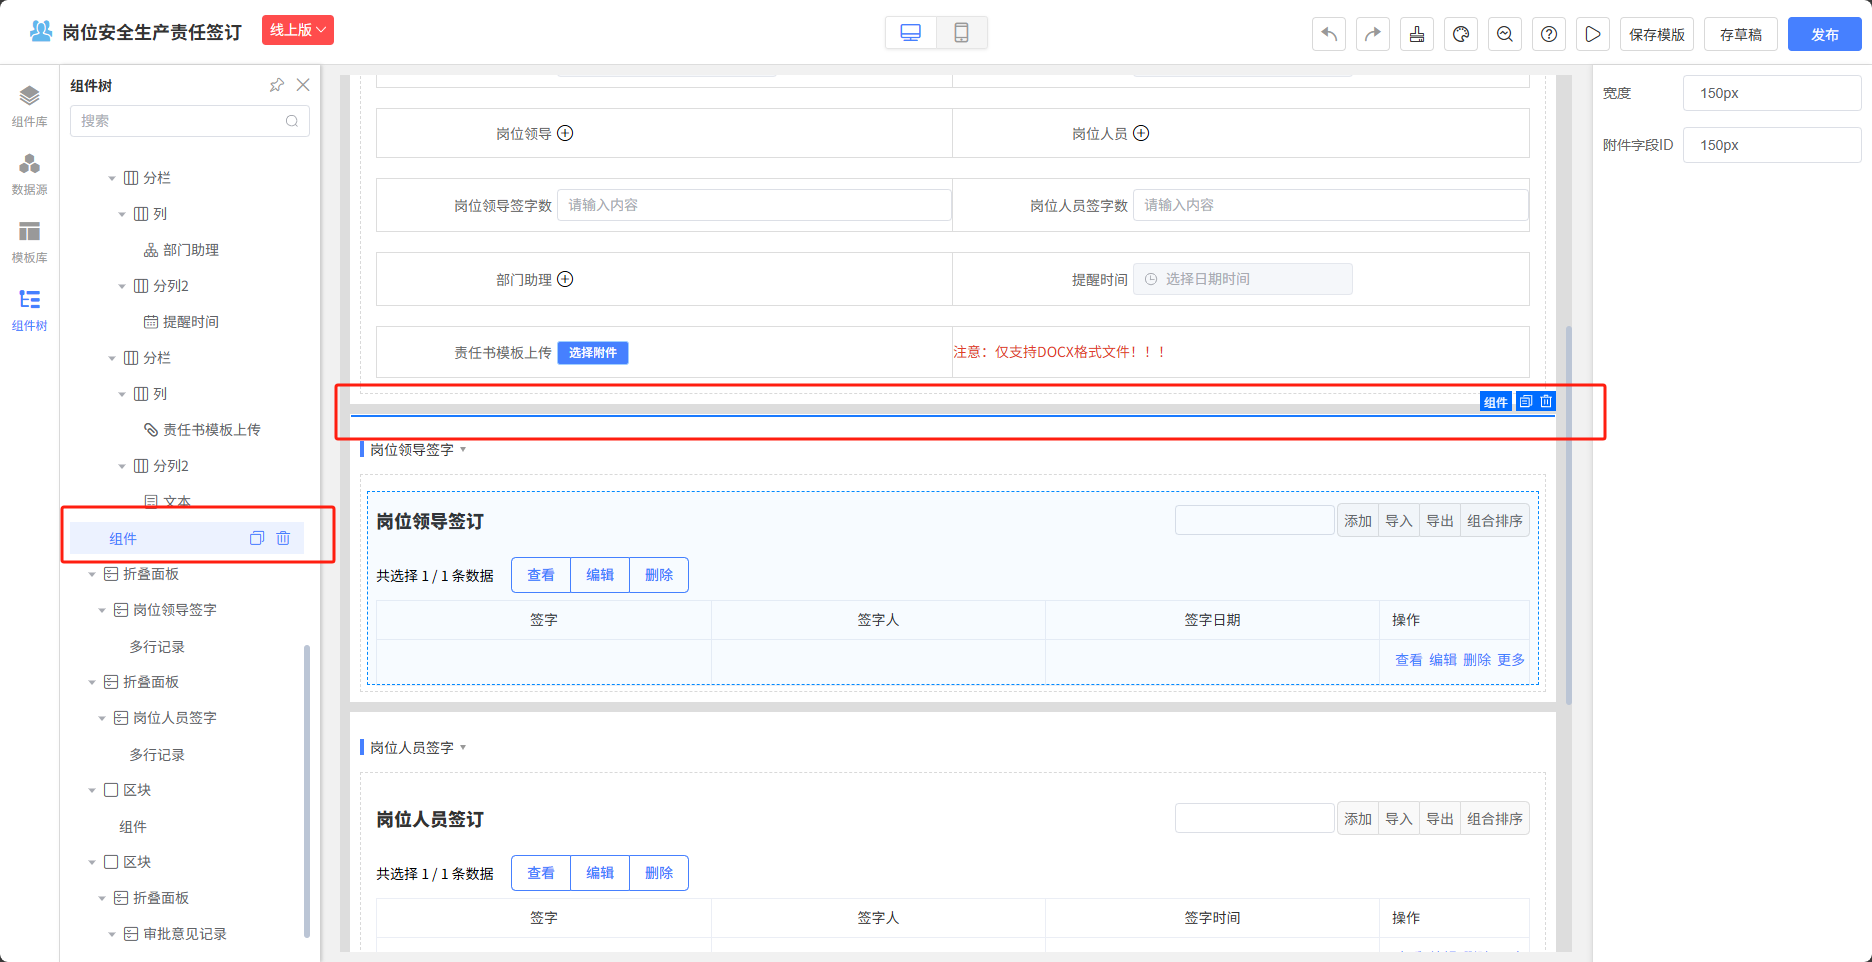 岗位安全生产责任签订
线上版
保存模版
存草稿
发布
组件库
数据源
模板库
组件树
组件树
搜索
分栏
列
部门助理
分列2
提醒时间
分栏
列
责任书模板上传
分列2
文本
组件
折叠面板
岗位领导签字
多行记录
折叠面板
岗位人员签字
多行记录
区块
组件
区块
折叠面板
审批意见记录
岗位领导
岗位人员
岗位领导签字数 请输入内容
岗位人员签字数 请输入内容
部门助理
提醒时间 选择日期时间
责任书模板上传 选择附件
注意：仅支持DOCX格式文件！！！
组件
岗位领导签字
岗位领导签订
添加 导入 导出 组合排序
共选择 1 / 1 条数据 查看 编辑 删除
签字 签字人 签字日期 操作
查看 编辑 删除 更多
岗位人员签字
岗位人员签订
添加 导入 导出 组合排序
共选择 1 / 1 条数据 查看 编辑 删除
签字 签字人 签字时间 操作
宽度 150px
附件字段ID 150px